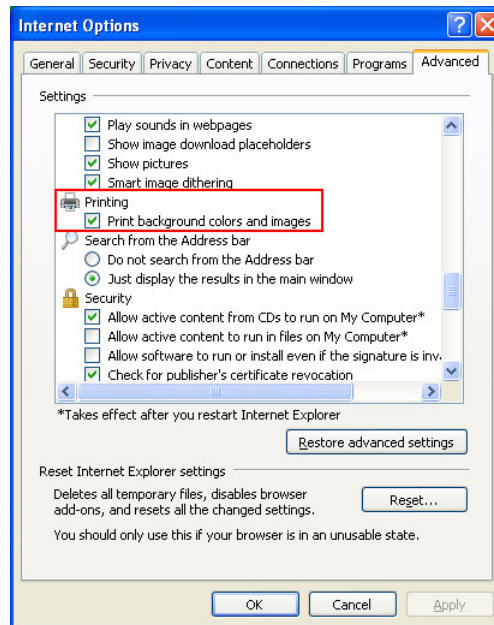 Internet Options
General Security Privacy Content Connections Programs Advanced
Settings
Play sounds in webpages
Show image download placeholders
Show pictures
Smart image dithering
Printing
Print background colors and images
Search from the Address bar
Do not search from the Address bar
Just display the results in the main window
Security
Allow active content from CDs to run on My Computer*
Allow active content to run in files on My Computer*
Allow software to run or install even if the signature is inv
Check for publisher's certificate revocation
*Takes effect after you restart Internet Explorer
Restore advanced settings
Reset Internet Explorer settings
Deletes all temporary files, disables browser
add-ons, and resets all the changed settings.
Reset...
You should only use this if your browser is in an unusable state.
OK Cancel Apply